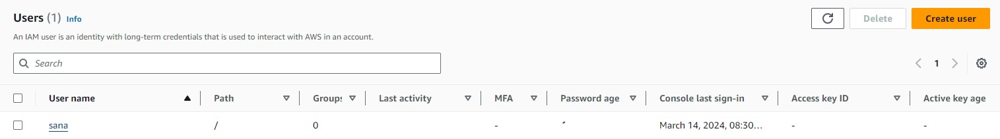 Users (1) Info
Delete
Create user
An IAM user is an identity with long-term credentials that is used to interact with AWS in an account.
Search
1
User name Path Groups Last activity MFA Password age Console last sign-in Access key ID Active key age
sana / 0 - March 14, 2024, 08:30... - -